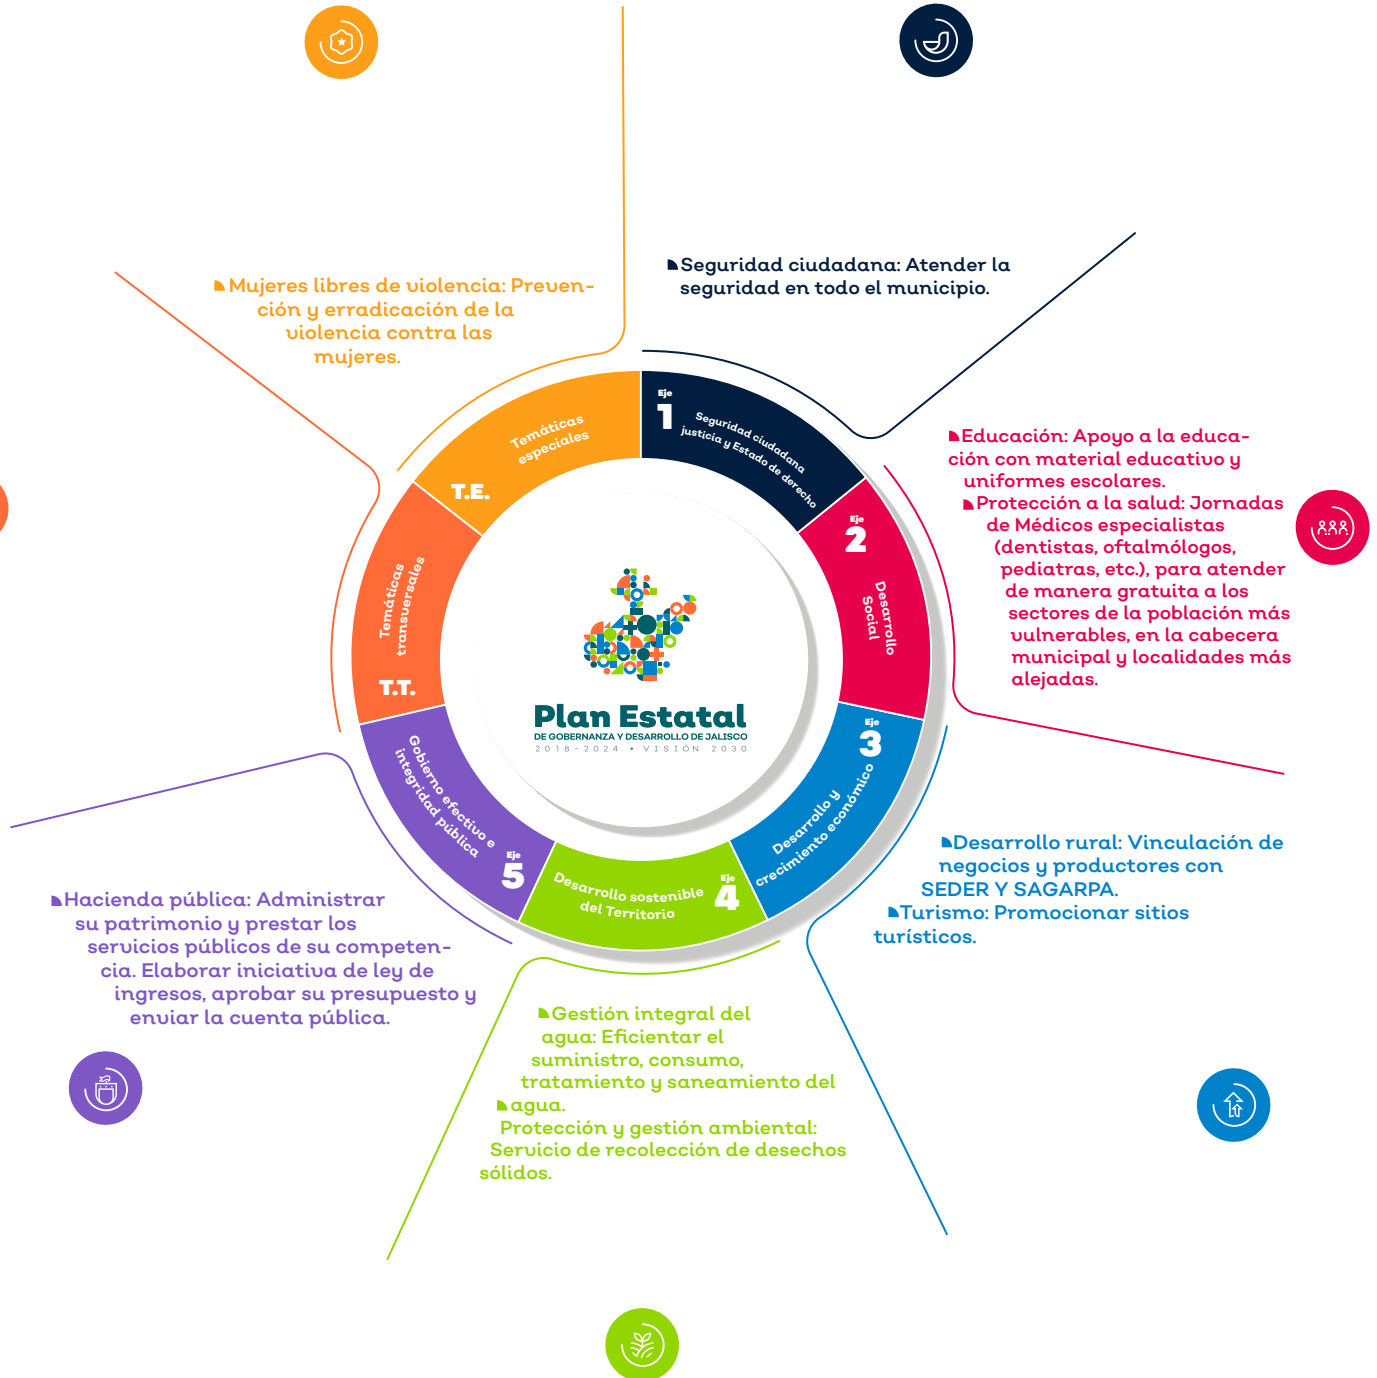 Mujeres libres de violencia: Preven-
ción y erradicación de la
violencia contra las
mujeres.
Seguridad ciudadana: Atender la
seguridad en todo el municipio.
Educación: Apoyo a la educa-
ción con material educativo y
uniformes escolares.
Protección a la salud: Jornadas
de Médicos especialistas
(dentistas, oftalmólogos,
pediatras, etc.), para atender
de manera gratuita a los
sectores de la población más
vulnerables, en la cabecera
municipal y localidades más
alejadas.
Desarrollo rural: Vinculación de
negocios y productores con
SEDER Y SAGARPA.
Turismo: Promocionar sitios
turísticos.
Gestión integral del
agua: Eficientar el
suministro, consumo,
tratamiento y saneamiento del
agua.
Protección y gestión ambiental:
Servicio de recolección de desechos
sólidos.
Hacienda pública: Administrar
su patrimonio y prestar los
servicios públicos de su competen-
cia. Elaborar iniciativa de ley de
ingresos, aprobar su presupuesto y
enviar la cuenta pública.
Eje
1
Seguridad ciudadana
justicia y Estado de derecho
Eje
2
Desarrollo
Social
Eje
3
Desarrollo y
crecimiento económico
Eje
4
Desarrollo sostenible
del Territorio
Eje
5
Gobierno efectivo e
integridad pública
T.T.
Temáticas
transversales
T.E.
Temáticas
especiales
Plan Estatal
DE GOBERNANZA Y DESARROLLO DE JALISCO
2018-2024 • VISIÓN 2030